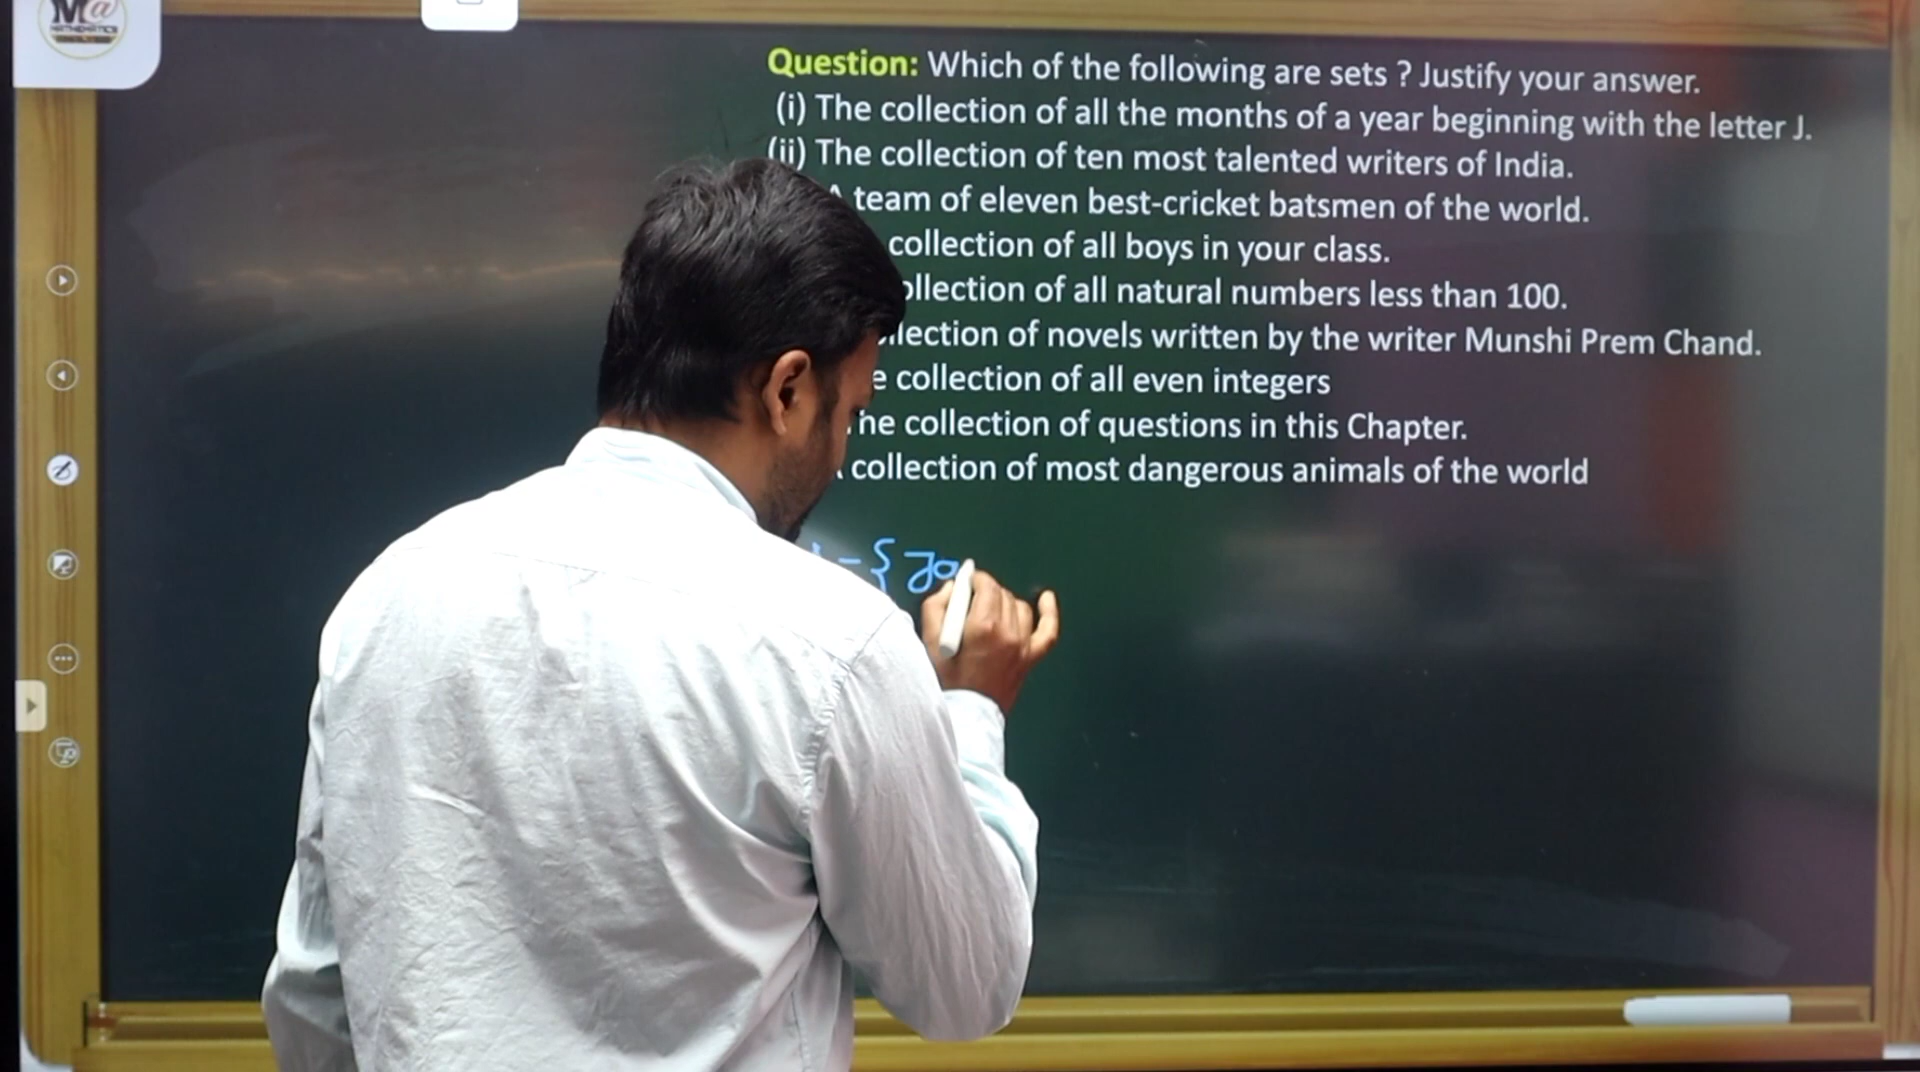 M@
MATHEMATICS
Question: Which of the following are sets ? Justify your answer.
(i) The collection of all the months of a year beginning with the letter J.
(ii) The collection of ten most talented writers of India.
A team of eleven best-cricket batsmen of the world.
collection of all boys in your class.
ollection of all natural numbers less than 100.
llection of novels written by the writer Munshi Prem Chand.
e collection of all even integers
The collection of questions in this Chapter.
A collection of most dangerous animals of the world
= { Ja